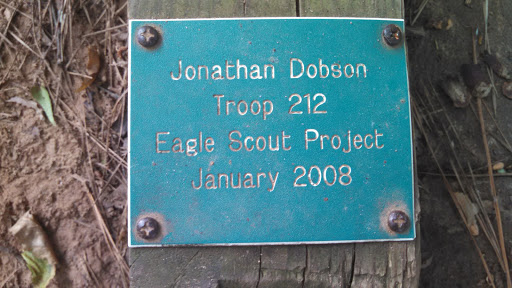 Jonathan Dobson
Troop 212
Eagle Scout Project
January 2008